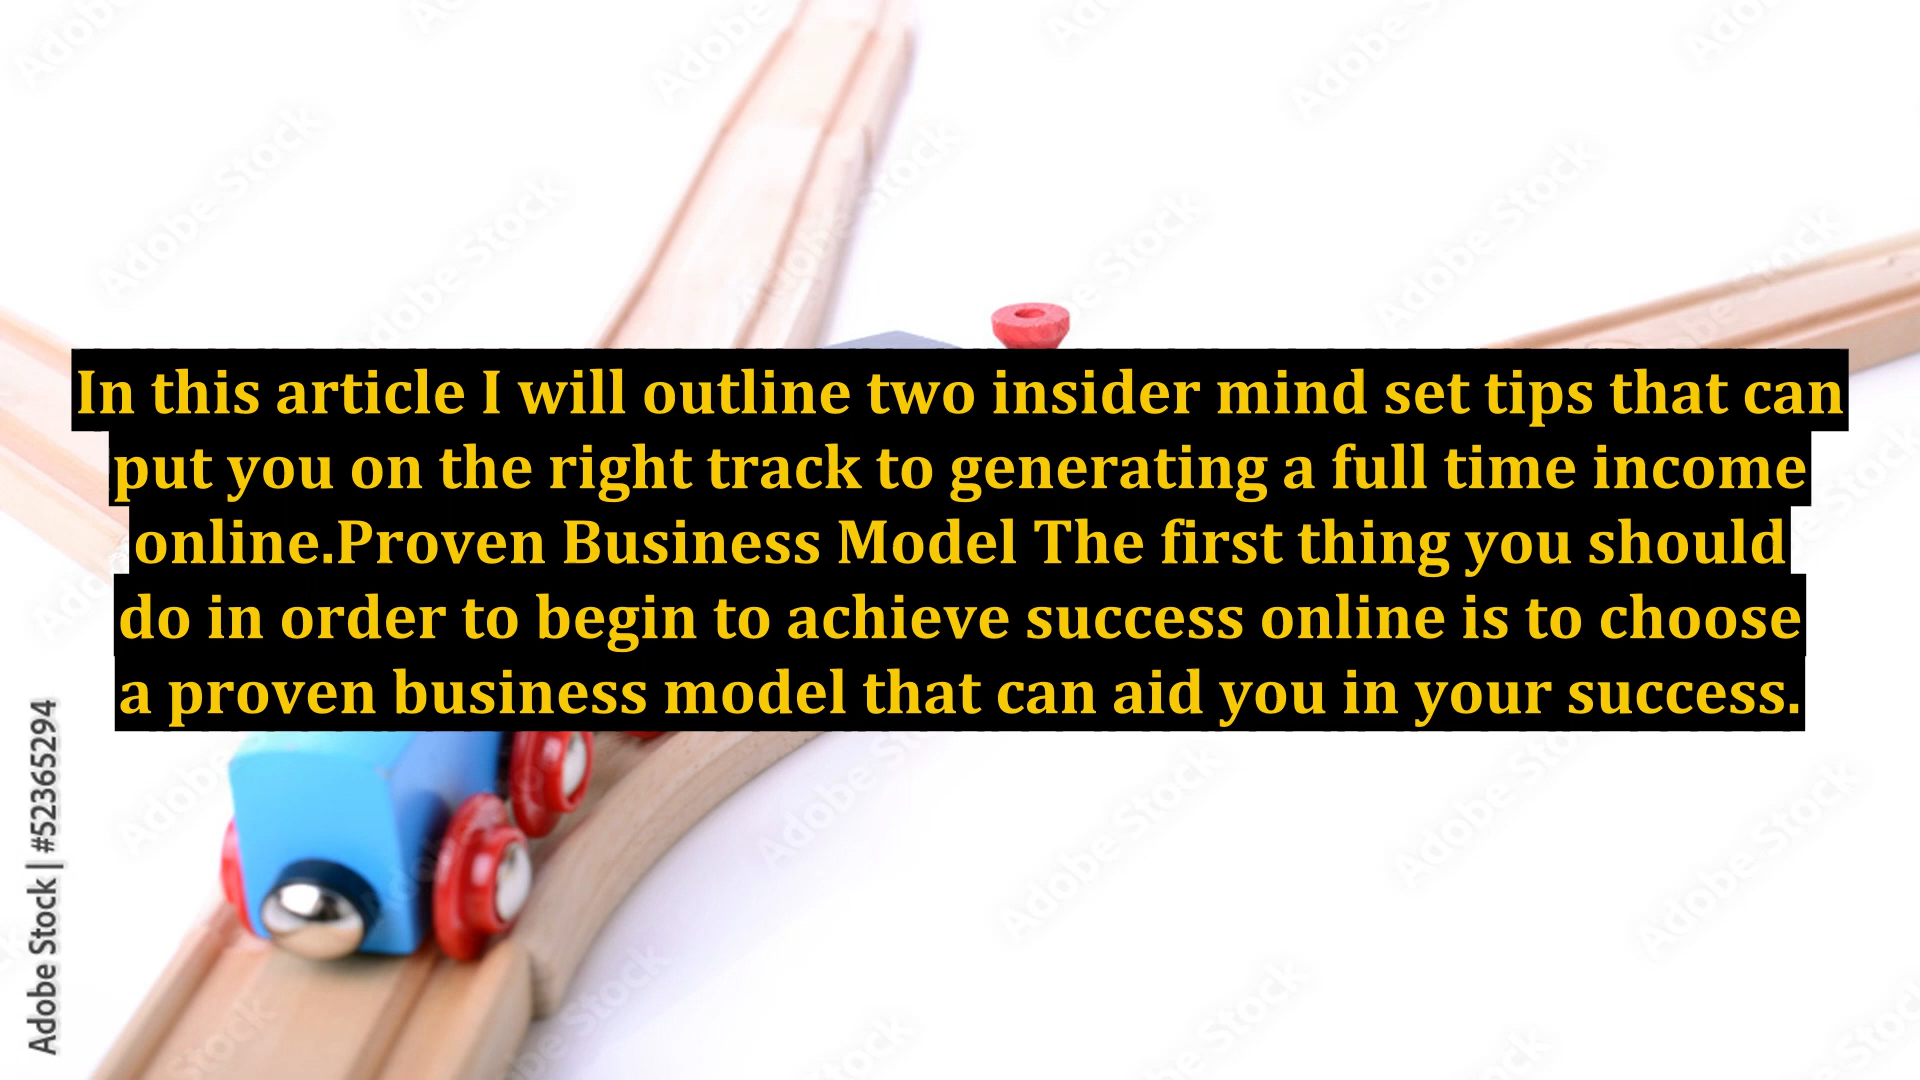 In this article I will outline two insider mind set tips that can
put you on the right track to generating a full time income
online.Proven Business Model The first thing you should
do in order to begin to achieve success online is to choose
a proven business model that can aid you in your success.
Adobe Stock | #52365294
Adobe Stock